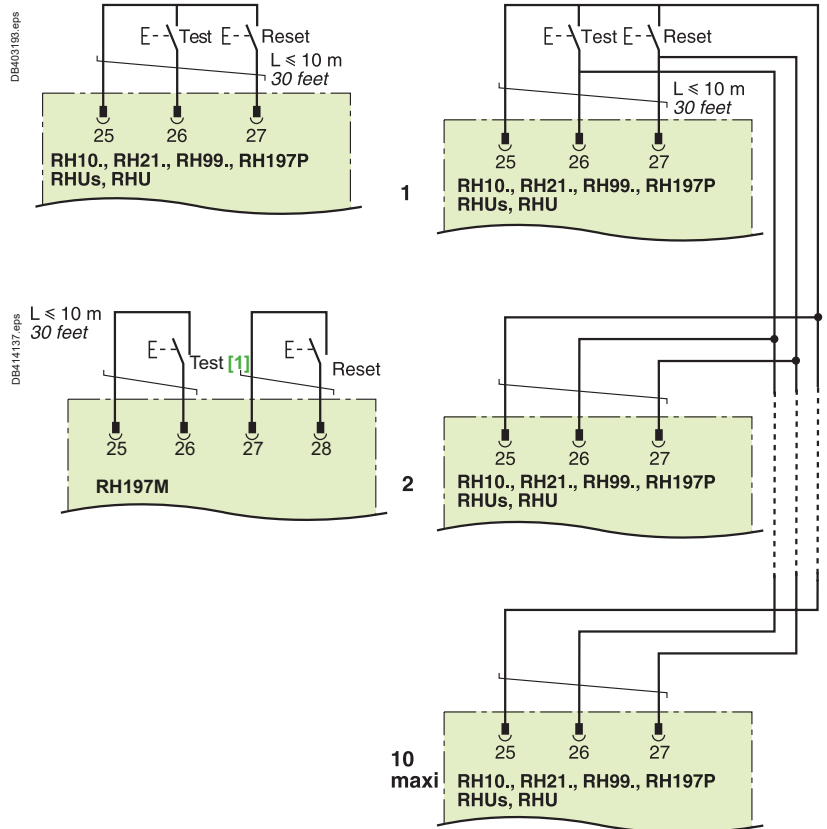 DB403193.eps
Test
Reset
L ≤ 10 m
30 feet
25 26 27
RH10., RH21., RH99., RH197P
RHUs, RHU
DB414137.eps
L ≤ 10 m
30 feet
Test [1]
Reset
25 26 27 28
RH197M
Test
Reset
L ≤ 10 m
30 feet
25 26 27
1
RH10., RH21., RH99., RH197P
RHUs, RHU
25 26 27
2
RH10., RH21., RH99., RH197P
RHUs, RHU
25 26 27
10
maxi
RH10., RH21., RH99., RH197P
RHUs, RHU